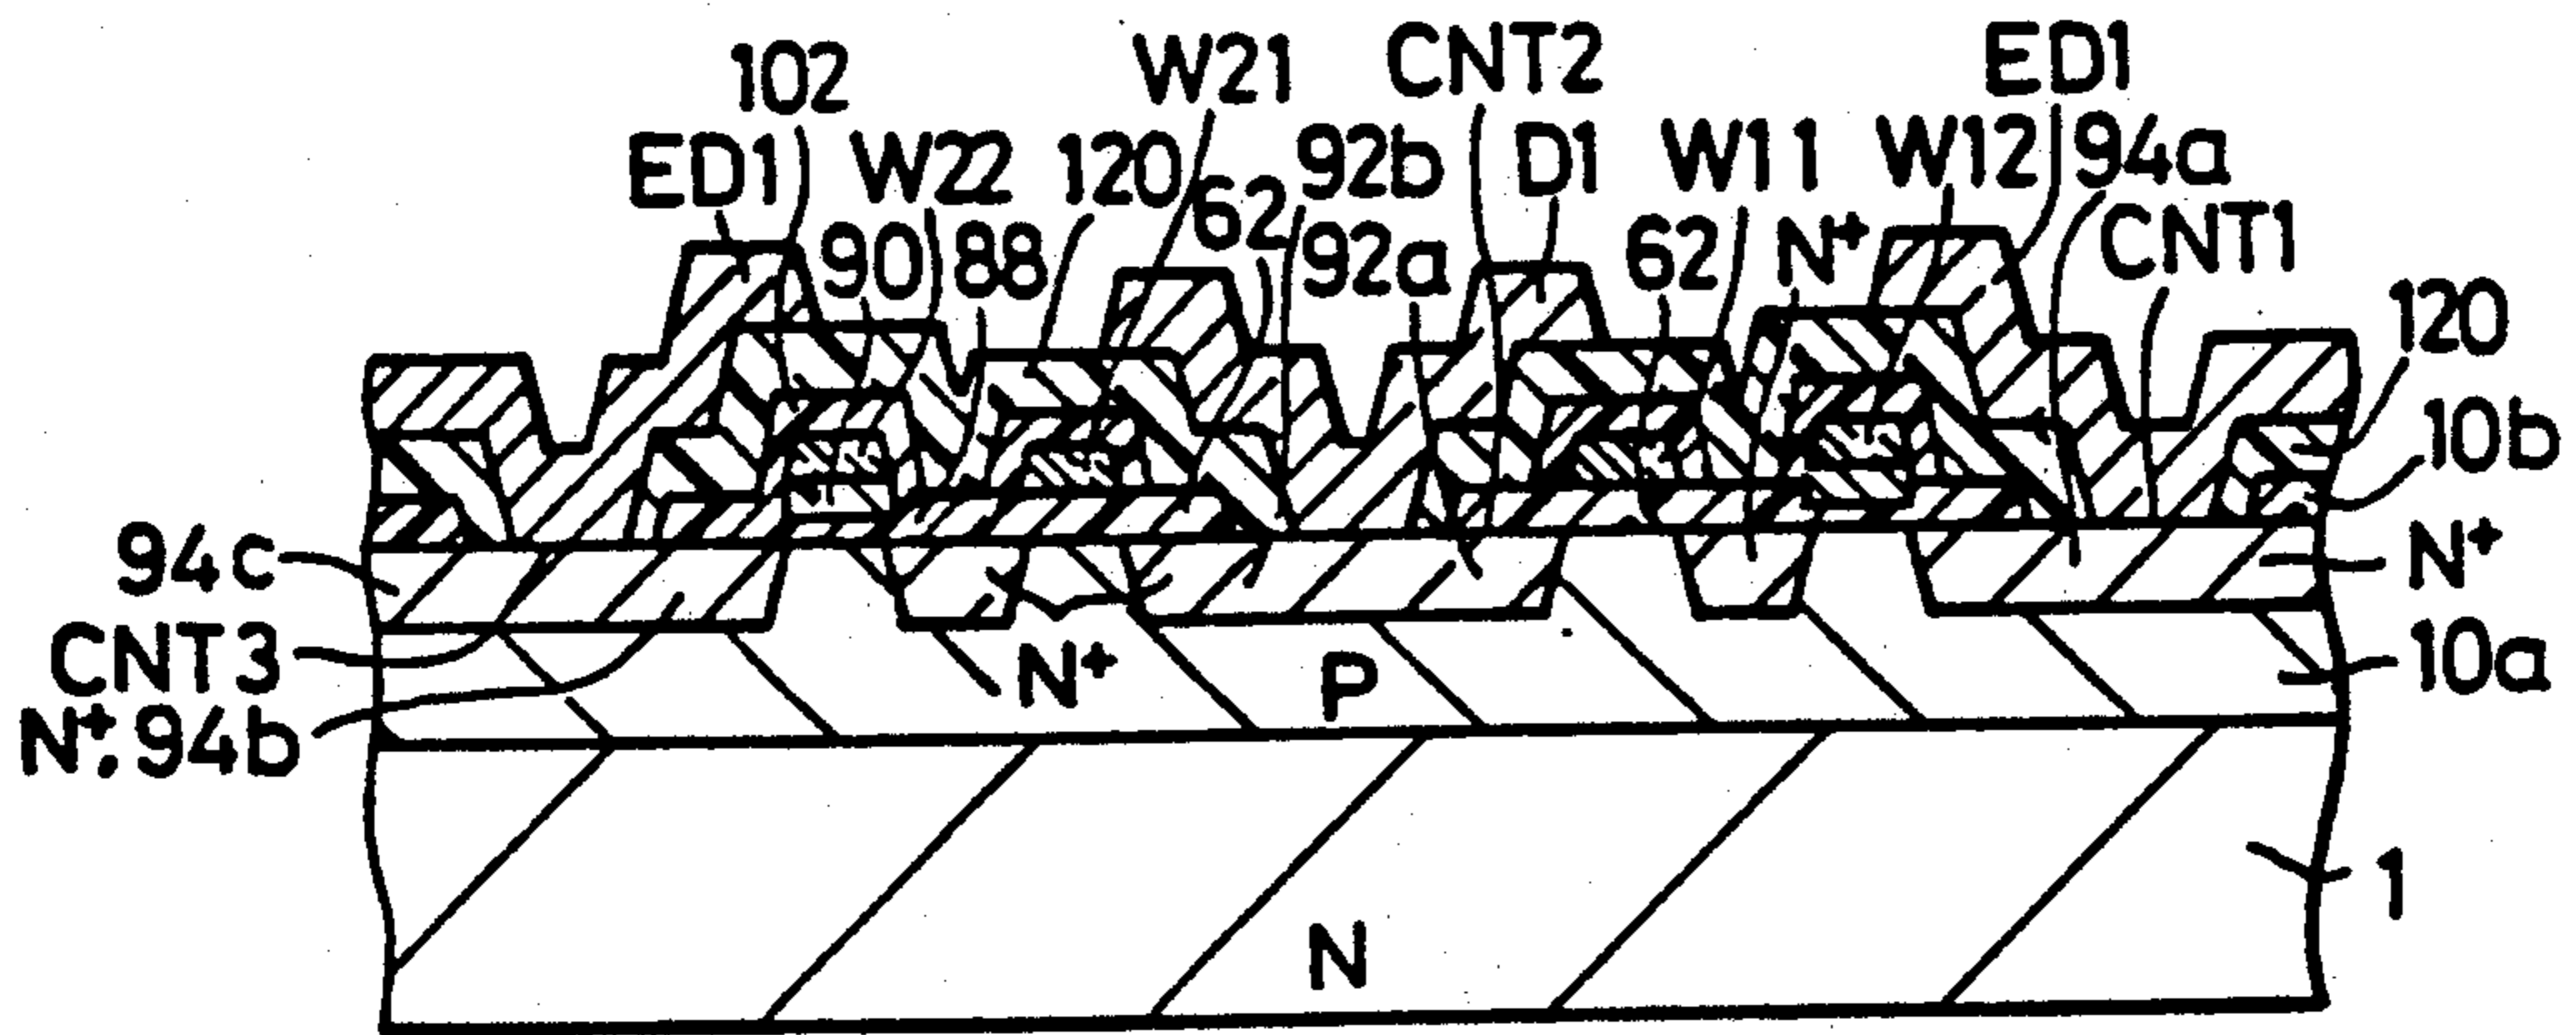 102 W21 CNT2 ED1
ED1 W22 120 62 92b D1 W11 W12 94a
90 88 92a 62 N+ CNT1
120
10b
94c N+
CNT3 N+ P 10a
N+, 94b
1
N